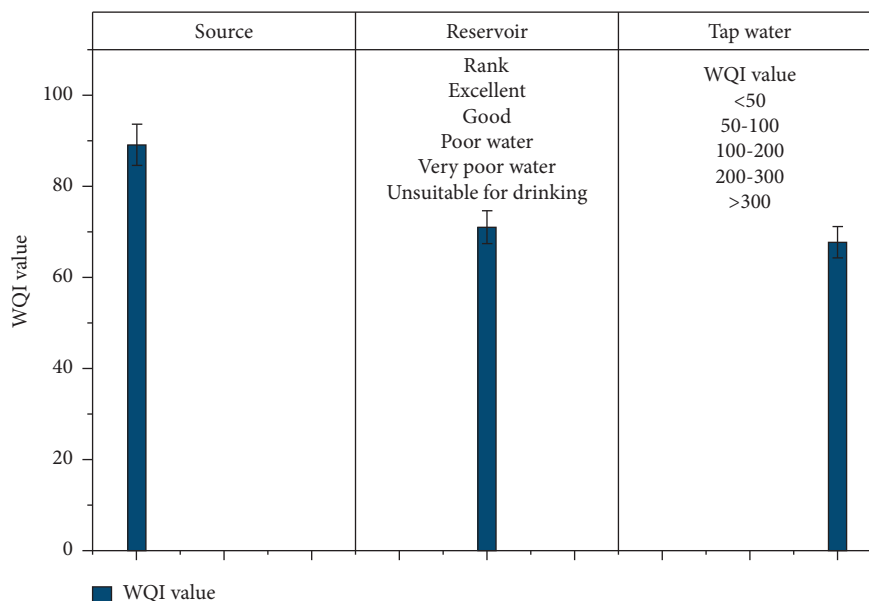 Source
Reservoir
Tap water
Rank
Excellent
Good
Poor water
Very poor water
Unsuitable for drinking
WQI value
<50
50-100
100-200
200-300
>300
100
80
60
40
20
0
WQI value
WQI value